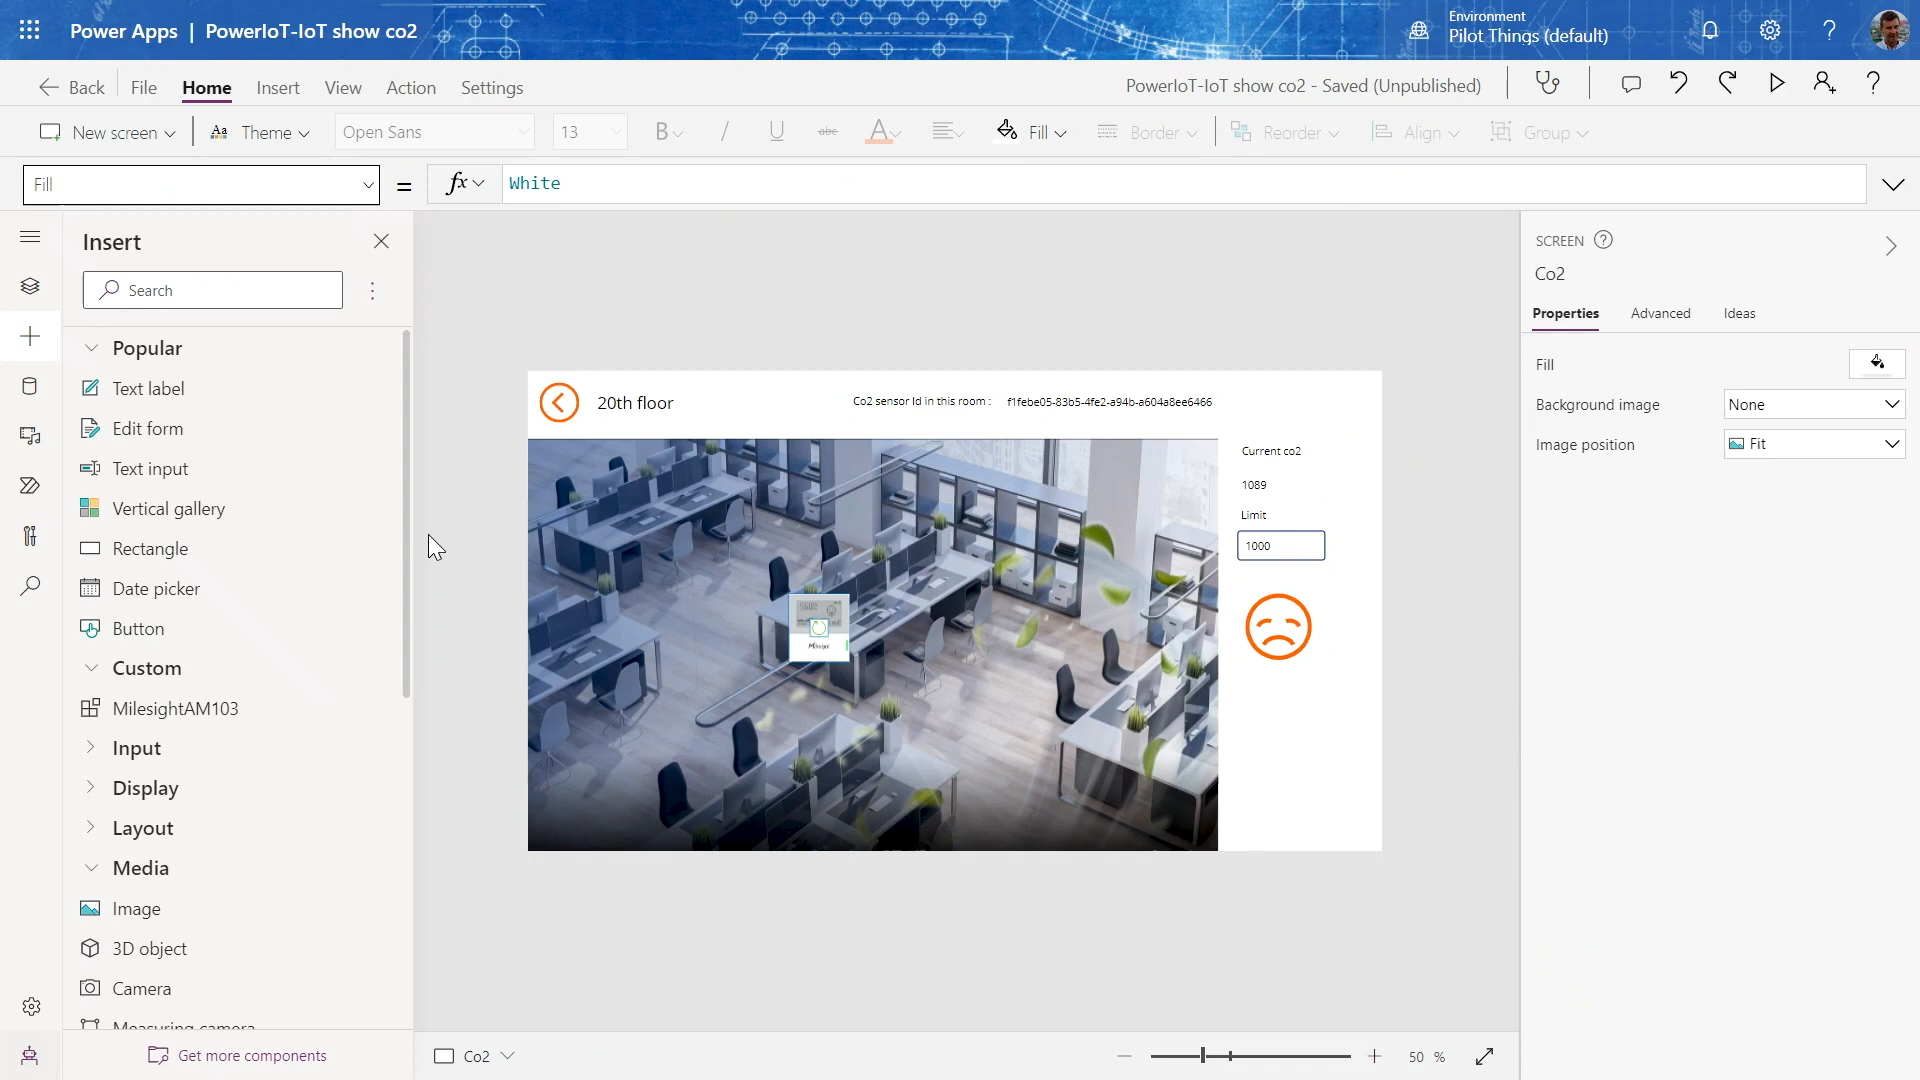 Power Apps | PowerIoT-IoT show co2
Environment
Pilot Things (default)
Back File Home Insert View Action Settings
PowerIoT-IoT show co2 - Saved (Unpublished)
New screen Theme Open Sans 13 B / U abc A Fill Border Reorder Align Group
Fill = fx White
Insert
Search
Popular
Text label
Edit form
Text input
Vertical gallery
Rectangle
Date picker
Button
Custom
MilesightAM103
Input
Display
Layout
Media
Image
3D object
Camera
Measuring camera
Get more components
20th floor
Co2 sensor Id in this room : f1febe05-83b5-4fe2-a94b-a604a8ee6466
Current co2
1089
Limit
1000
Co2
50 %
SCREEN
Co2
Properties Advanced Ideas
Fill
Background image None
Image position Fit